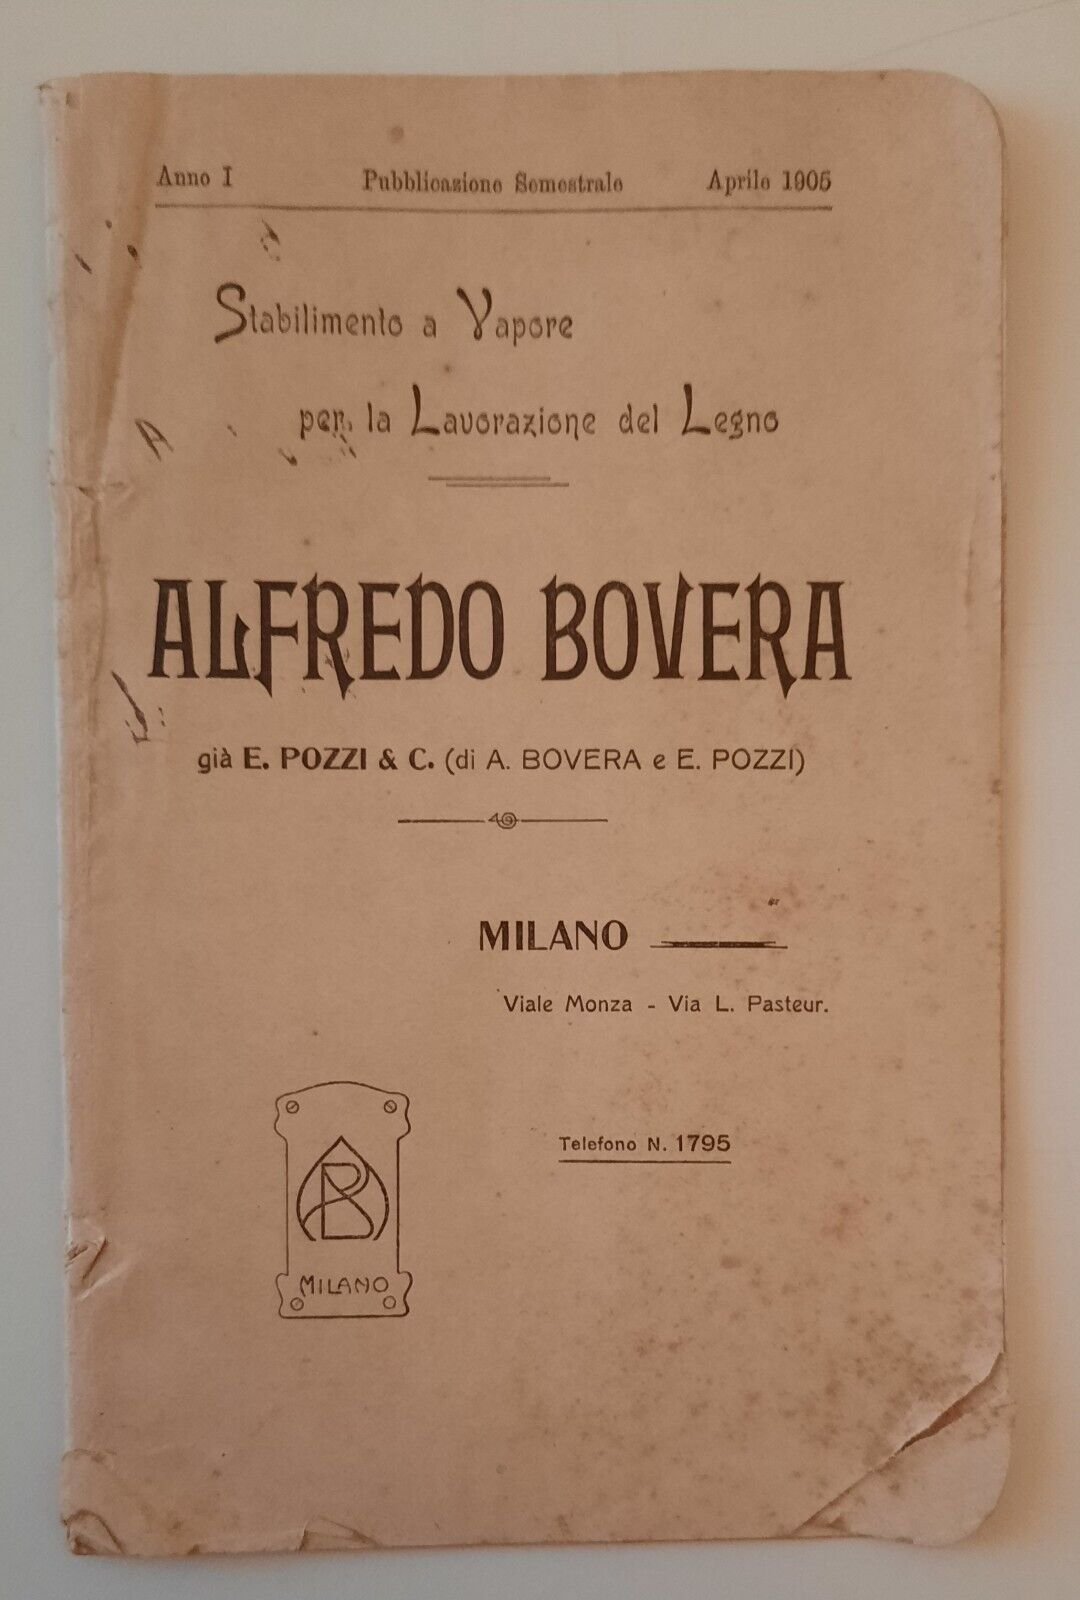 Anno I Pubblicazione Semestrale Aprile 1905
Stabilimento a Vapore
per la Lavorazione del Legno
ALFREDO BOVERA
già E. POZZI & C. (di A. BOVERA e E. POZZI)
MILANO
Viale Monza - Via L. Pasteur.
Telefono N. 1795
AB
MILANO